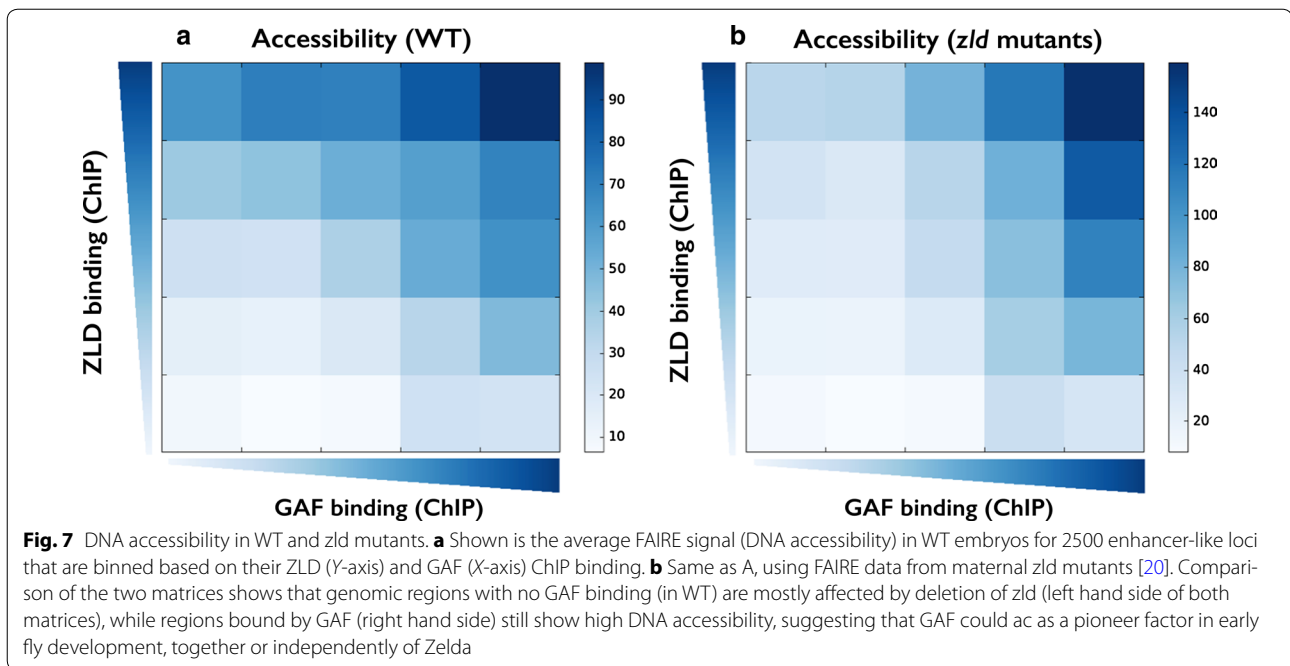 a
Accessibility (WT)
ZLD binding (ChIP)
90
80
70
60
50
40
30
20
10
GAF binding (ChIP)
b
Accessibility (zld mutants)
ZLD binding (ChIP)
140
120
100
80
60
40
20
GAF binding (ChIP)
Fig. 7 DNA accessibility in WT and zld mutants. a Shown is the average FAIRE signal (DNA accessibility) in WT embryos for 2500 enhancer-like loci
that are binned based on their ZLD (Y-axis) and GAF (X-axis) ChIP binding. b Same as A, using FAIRE data from maternal zld mutants [20]. Compari-
son of the two matrices shows that genomic regions with no GAF binding (in WT) are mostly affected by deletion of zld (left hand side of both
matrices), while regions bound by GAF (right hand side) still show high DNA accessibility, suggesting that GAF could ac as a pioneer factor in early
fly development, together or independently of Zelda